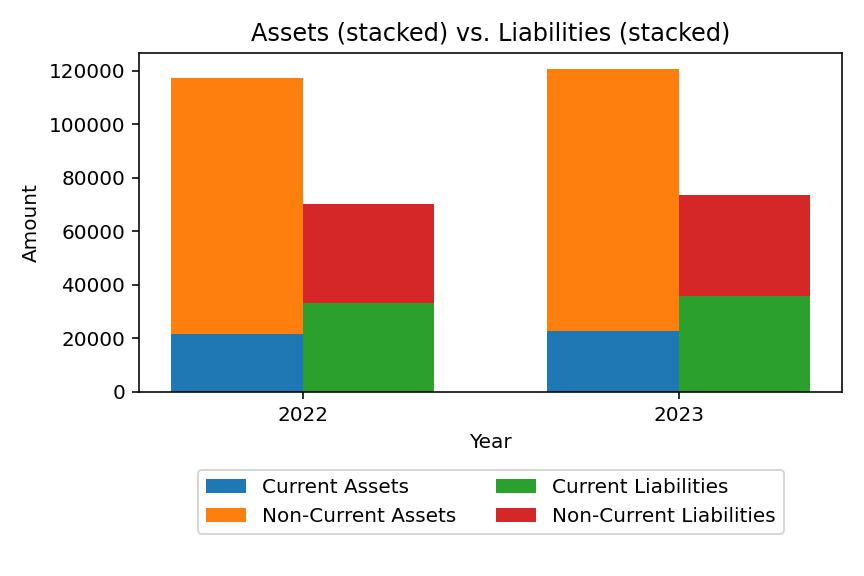 Assets (stacked) vs. Liabilities (stacked)
120000
100000
80000
60000
40000
20000
0
Amount
2022 2023
Year
Current Assets Current Liabilities
Non-Current Assets Non-Current Liabilities